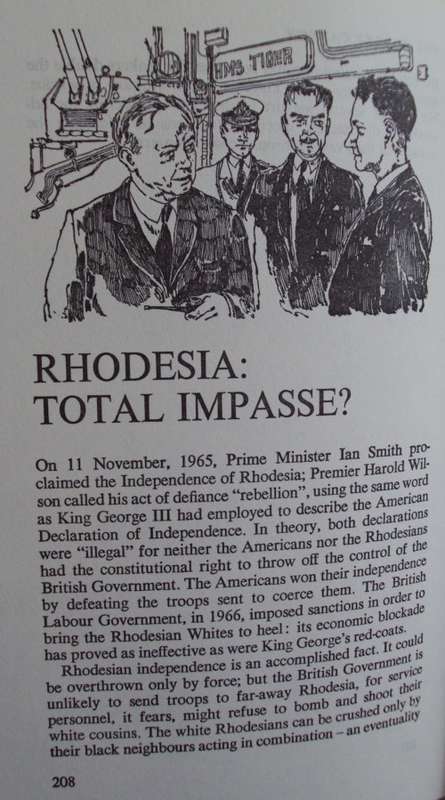 HMS TIGER
RHODESIA:
TOTAL IMPASSE?
On 11 November, 1965, Prime Minister Ian Smith pro-
claimed the Independence of Rhodesia; Premier Harold Wil-
son called his act of defiance “rebellion”, using the same word
as King George III had employed to describe the American
Declaration of Independence. In theory, both declarations
were “illegal” for neither the Americans nor the Rhodesians
had the constitutional right to throw off the control of the
British Government. The Americans won their independence
by defeating the troops sent to coerce them. The British
Labour Government, in 1966, imposed sanctions in order to
bring the Rhodesian Whites to heel: its economic blockade
has proved as ineffective as were King George’s red-coats.
Rhodesian independence is an accomplished fact. It could
be overthrown only by force; but the British Government is
unlikely to send troops to far-away Rhodesia, for service
personnel, it fears, might refuse to bomb and shoot their
white cousins. The white Rhodesians can be crushed only by
their black neighbours acting in combination – an eventuality
208